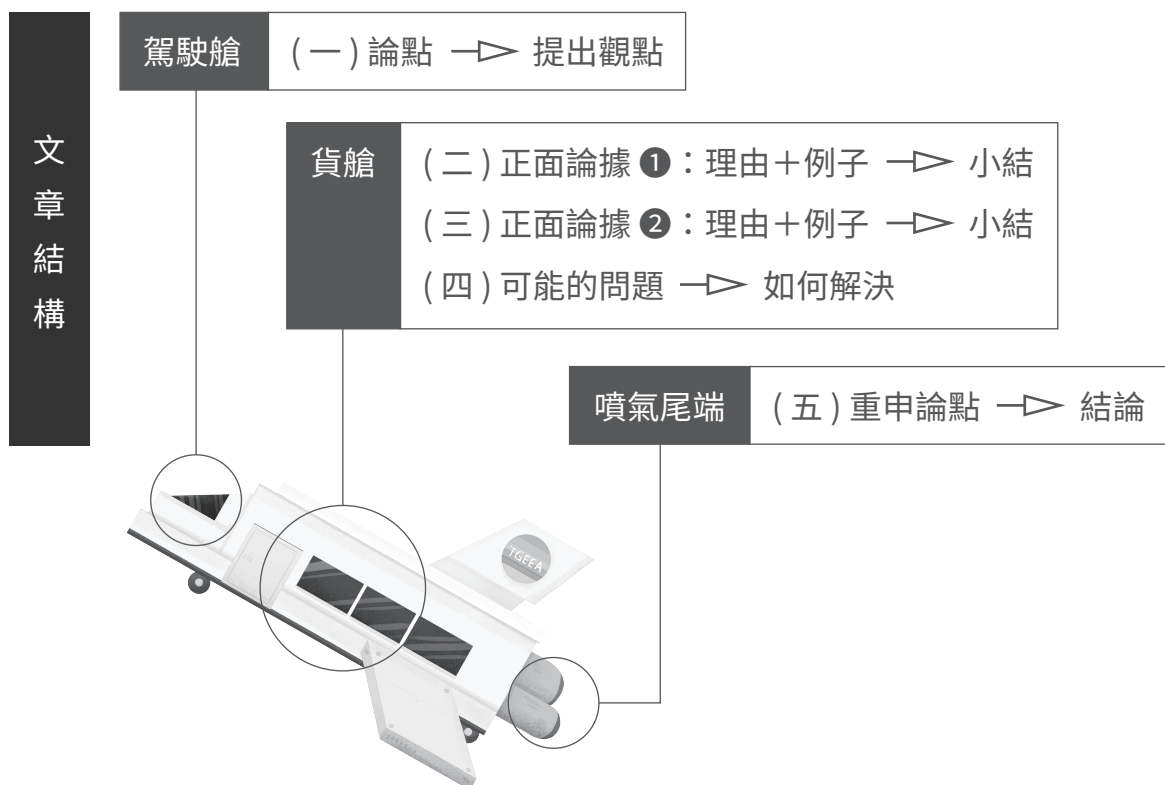 文章結構
駕駛艙
(一)論點 → 提出觀點
貨艙
(二)正面論據❶：理由＋例子 → 小結
(三)正面論據❷：理由＋例子 → 小結
(四)可能的問題 → 如何解決
噴氣尾端
(五)重申論點 → 結論
TGEEA